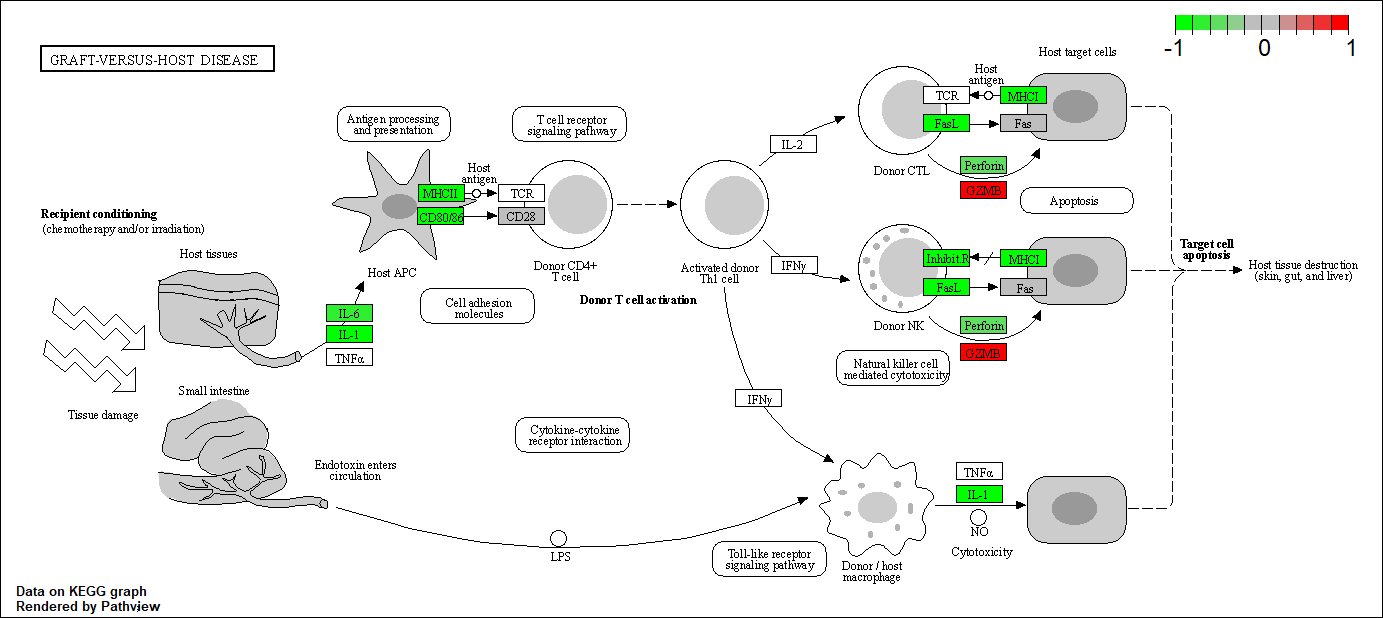 -1
0
1
GRAFT-VERSUS-HOST DISEASE
Host target cells
Antigen processing
and presentation
T cell receptor
signaling pathway
Host
antigen
TCR
MHCI
FasL
Fas
IL-2
Donor CTL
Perforin
GZMB
Apoptosis
Host
antigen
MHCII
TCR
CD80/86
CD28
Recipient conditioning
(chemotherapy and/or irradiation)
Host tissues
Host APC
Donor CD4+
T cell
Activated donor
Th1 cell
IFNγ
Inhibit.R
MHCI
FasL
Fas
Target cell
apoptosis
Host tissue destruction
(skin, gut, and liver)
Cell adhesion
molecules
Donor T cell activation
Donor NK
Perforin
GZMB
IL-6
IL-1
TNFα
Natural killer cell
mediated cytotoxicity
Small intestine
Tissue damage
IFNγ
Cytokine-cytokine
receptor interaction
Endotoxin enters
circulation
TNFα
IL-1
NO
Cytotoxicity
LPS
Toll-like receptor
signaling pathway
Donor / host
macrophage
Data on KEGG graph
Rendered by Pathview